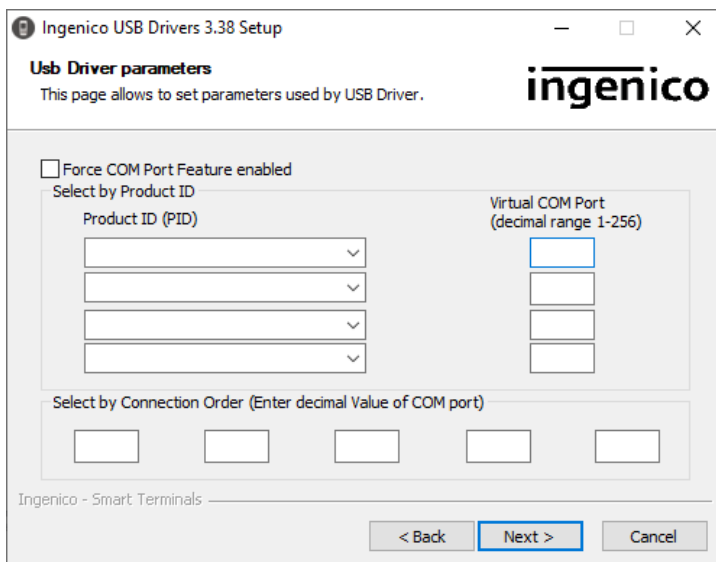 Ingenico USB Drivers 3.38 Setup
Usb Driver parameters
This page allows to set parameters used by USB Driver.
ingenico
Force COM Port Feature enabled
Select by Product ID
Product ID (PID)
Virtual COM Port
(decimal range 1-256)
Select by Connection Order (Enter decimal Value of COM port)
Ingenico - Smart Terminals
< Back
Next >
Cancel